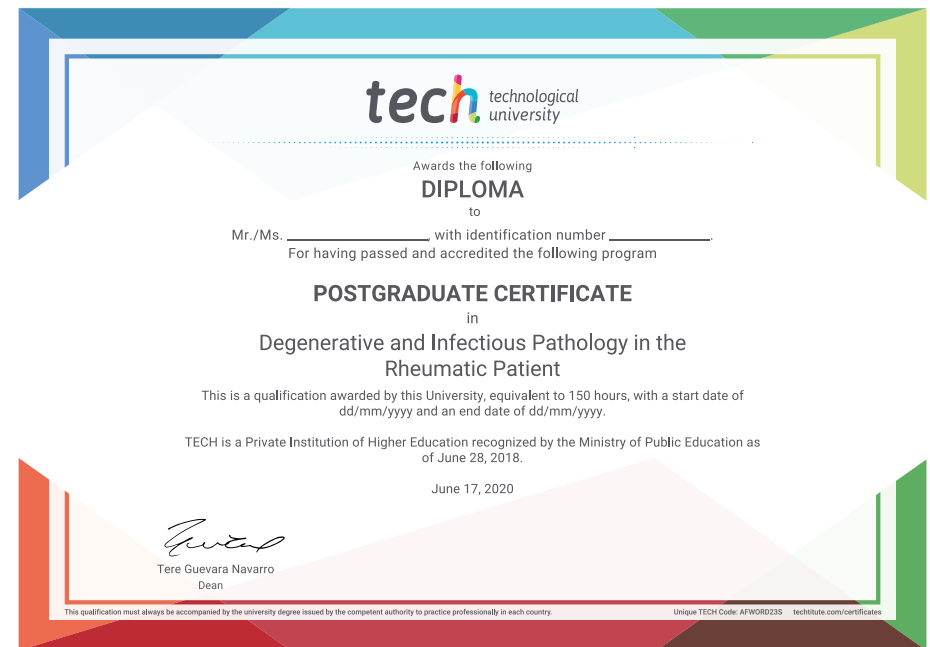 tech technological
university
Awards the following
DIPLOMA
to
Mr./Ms. ____________________, with identification number ______________.
For having passed and accredited the following program
POSTGRADUATE CERTIFICATE
in
Degenerative and Infectious Pathology in the
Rheumatic Patient
This is a qualification awarded by this University, equivalent to 150 hours, with a start date of
dd/mm/yyyy and an end date of dd/mm/yyyy.
TECH is a Private Institution of Higher Education recognized by the Ministry of Public Education as
of June 28, 2018.
June 17, 2020
Tere Guevara Navarro
Dean
This qualification must always be accompanied by the university degree issued by the competent authority to practice professionally in each country.
Unique TECH Code: AFWORD23S techtitute.com/certificates